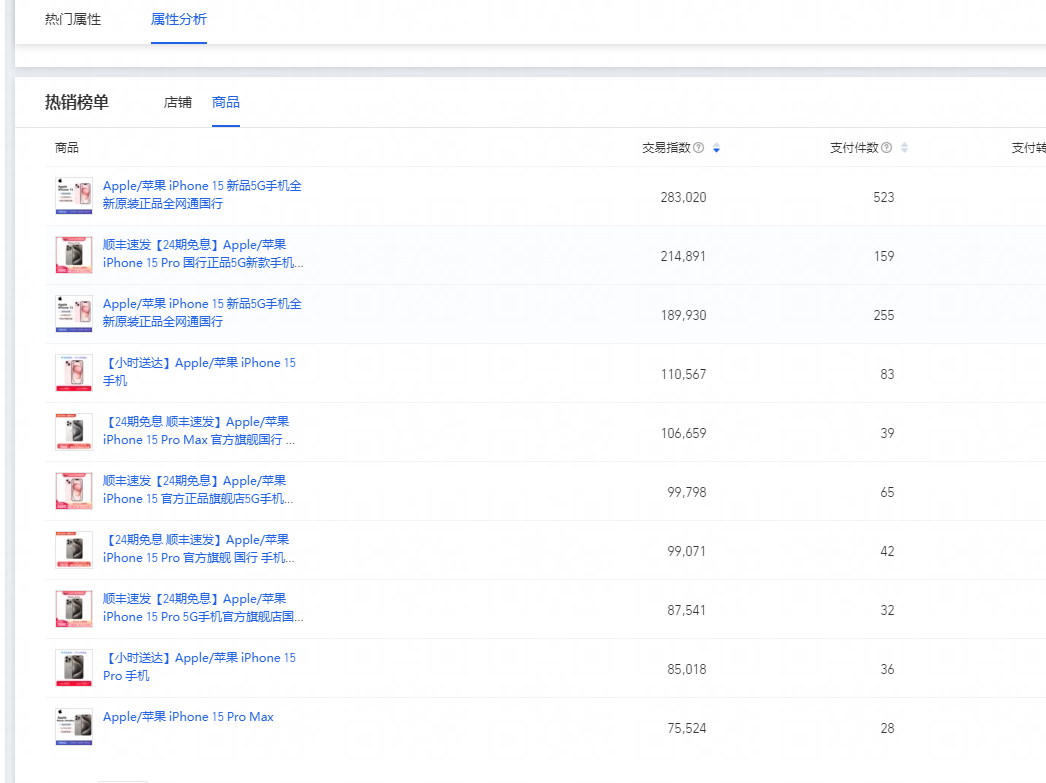 热门属性 属性分析
热销榜单 店铺 商品
商品 交易指数 支付件数 支付转
Apple/苹果 iPhone 15 新品5G手机全
新原装正品全网通国行
283,020 523
顺丰速发【24期免息】Apple/苹果
iPhone 15 Pro 国行正品5G新款手机...
214,891 159
Apple/苹果 iPhone 15 新品5G手机全
新原装正品全网通国行
189,930 255
【小时送达】Apple/苹果 iPhone 15
手机
110,567 83
【24期免息 顺丰速发】Apple/苹果
iPhone 15 Pro Max 官方旗舰国行 ...
106,659 39
顺丰速发【24期免息】Apple/苹果
iPhone 15 官方正品旗舰店5G手机...
99,798 65
【24期免息 顺丰速发】Apple/苹果
iPhone 15 Pro 官方旗舰 国行 手机...
99,071 42
顺丰速发【24期免息】Apple/苹果
iPhone 15 Pro 5G手机官方旗舰店国...
87,541 32
【小时送达】Apple/苹果 iPhone 15
Pro 手机
85,018 36
Apple/苹果 iPhone 15 Pro Max
75,524 28